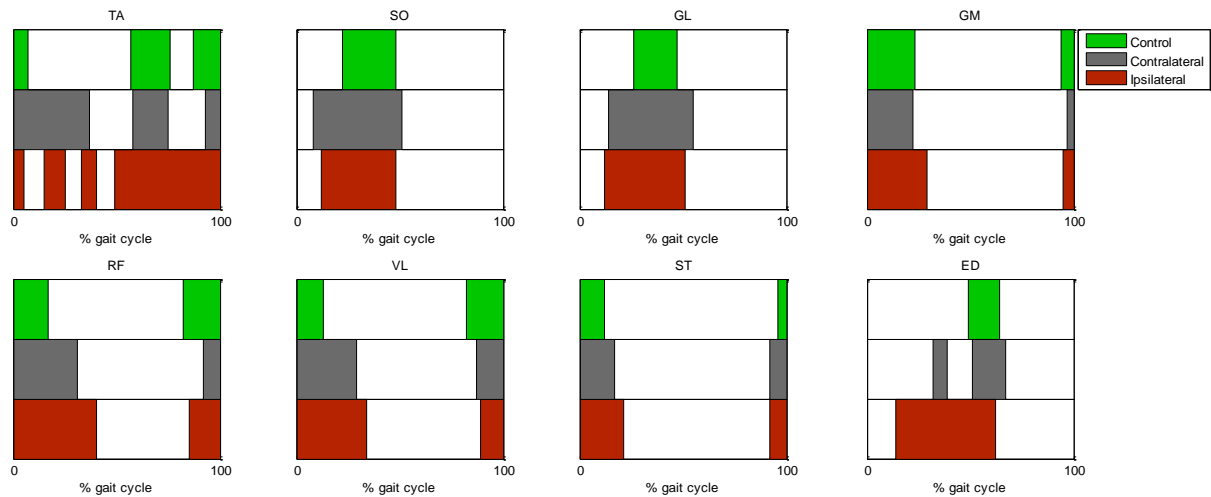 TA
SO
GL
GM
Control
Contralateral
Ipsilateral
0 100
0 100
0 100
0 100
% gait cycle
% gait cycle
% gait cycle
% gait cycle
RF
VL
ST
ED
0 100
0 100
0 100
0 100
% gait cycle
% gait cycle
% gait cycle
% gait cycle